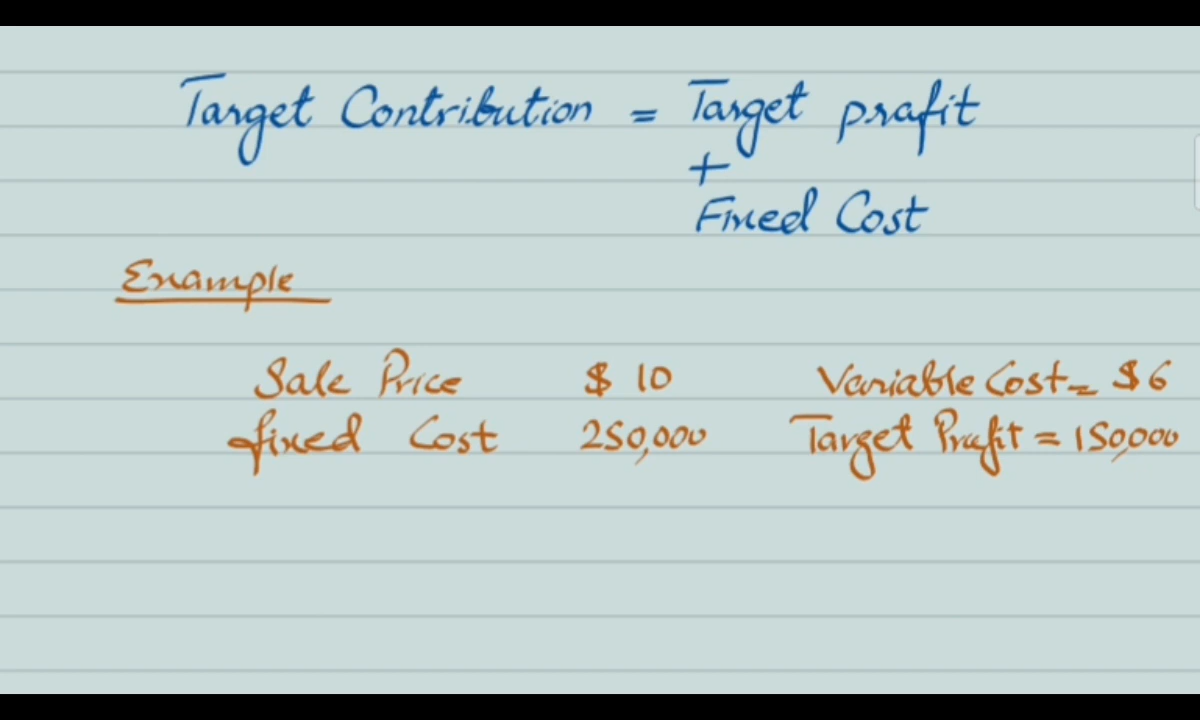 Target Contribution = Target profit
+
Fixed Cost
Example
Sale Price $ 10 Variable Cost = $6
fixed Cost 250,000 Target Profit = 150,000